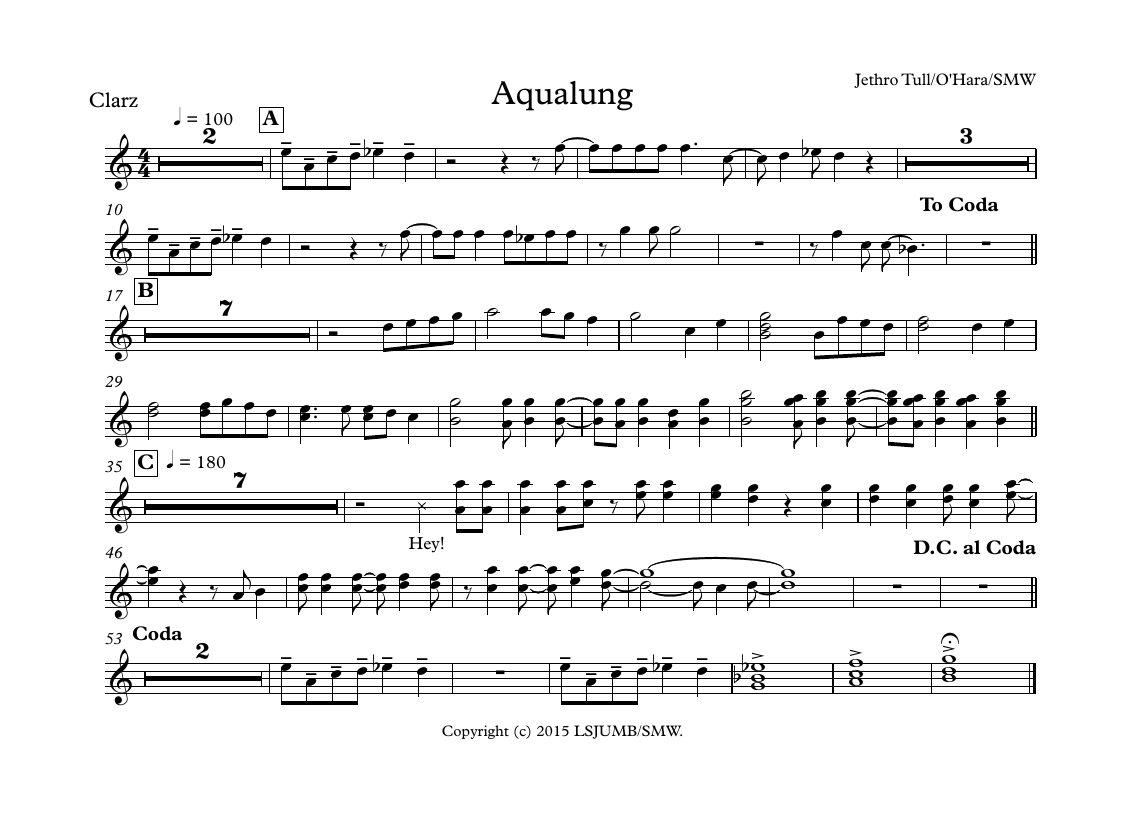 Jethro Tull/O'Hara/SMW
Aqualung
Clarz
= 100 A
2 3
4
4
10 To Coda
17 B
7
29
35 C = 180
7
Hey!
46 D.C. al Coda
53 Coda
2
Copyright (c) 2015 LSJUMB/SMW.